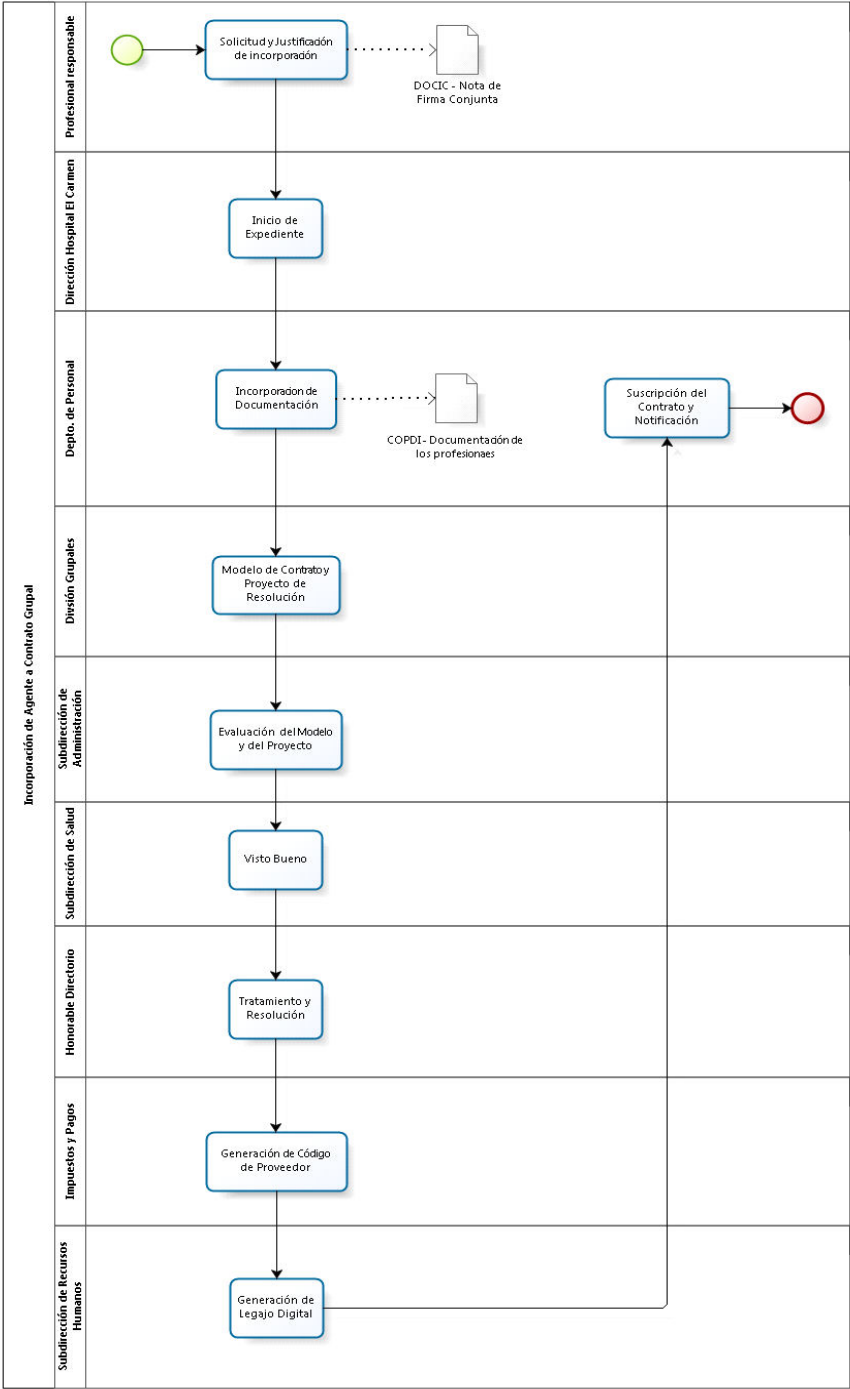 Incorporación de Agente a Contrato Grupal
Profesional responsable
Solicitud y Justificación
de incorporación
DOCIC - Nota de
Firma Conjunta
Dirección Hospital El Carmen
Inicio de
Expediente
Depto. de Personal
Incorporacion de
Documentación
COPDI- Documentación de
los profesionaes
Suscripción del
Contrato y
Notificación
Divsión Grupales
Modelo de Contrato y
Proyecto de
Resolución
Subdirección de
Administración
Evaluación del Modelo
y del Proyecto
Subdirección de Salud
Visto Bueno
Honorable Directorio
Tratamiento y
Resolución
Impuestos y Pagos
Generación de Código
de Proveedor
Subdirección de Recursos
Humanos
Generación de
Legajo Digital